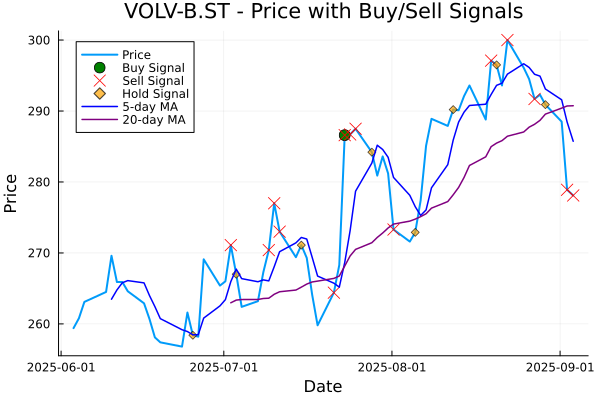 VOLV-B.ST - Price with Buy/Sell Signals
300
290
280
270
260
Price
Price
Buy Signal
Sell Signal
Hold Signal
5-day MA
20-day MA
2025-06-01 2025-07-01 2025-08-01 2025-09-01
Date